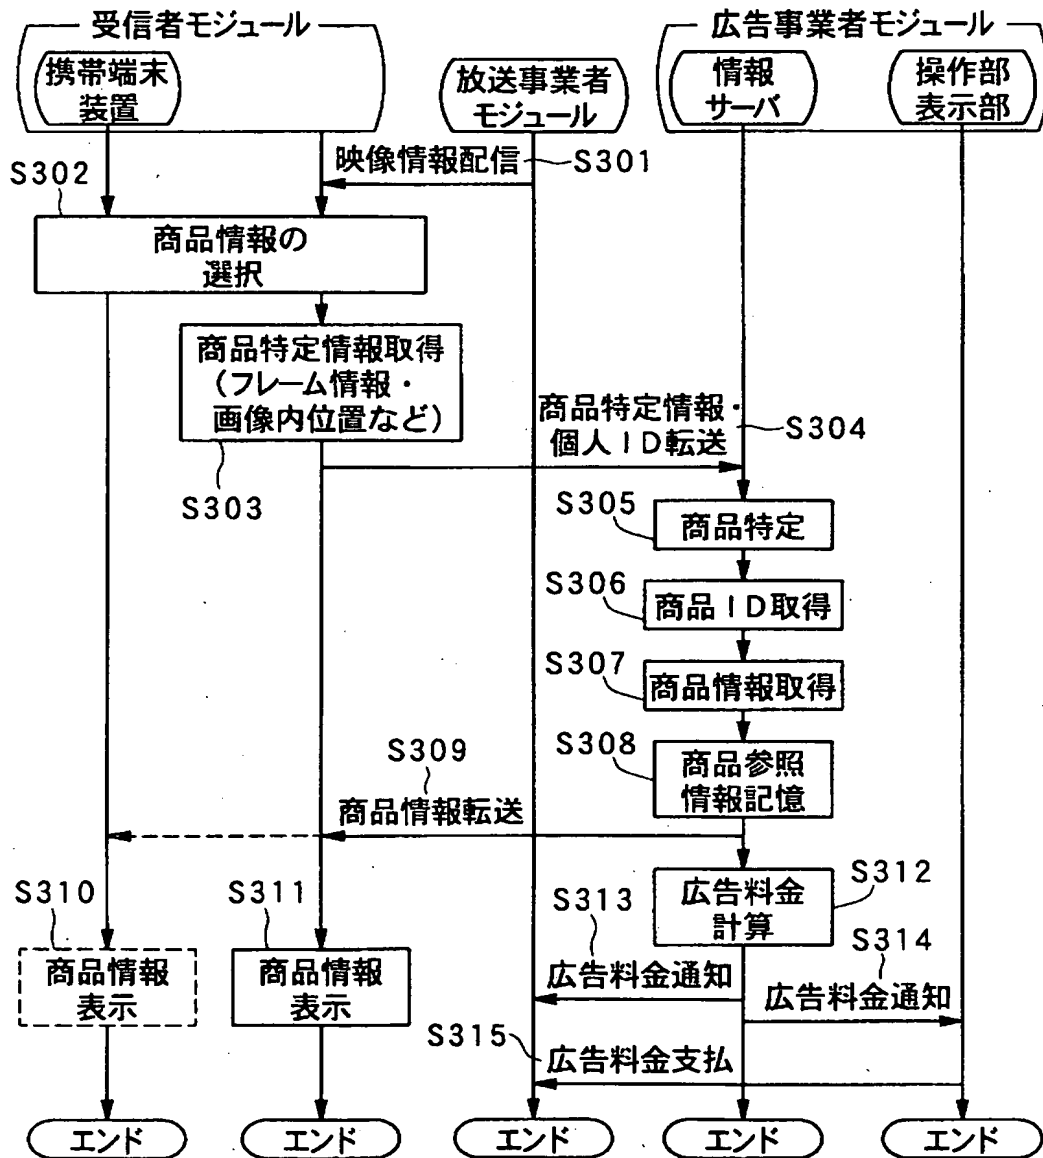 受信者モジュール
広告事業者モジュール
携帯端末
装置
放送事業者
モジュール
情報
サーバ
操作部
表示部
映像情報配信
S301
S302
商品情報の
選択
商品特定情報取得
(フレーム情報・
画像内位置など)
S303
商品特定情報・
個人ID転送
S304
S305
商品特定
S306
商品ID取得
S307
商品情報取得
S308
商品参照
情報記憶
S309
商品情報転送
S310
商品情報
表示
S311
商品情報
表示
S312
広告料金
計算
S313
広告料金通知
S314
広告料金通知
S315
広告料金支払
エンド
エンド
エンド
エンド
エンド